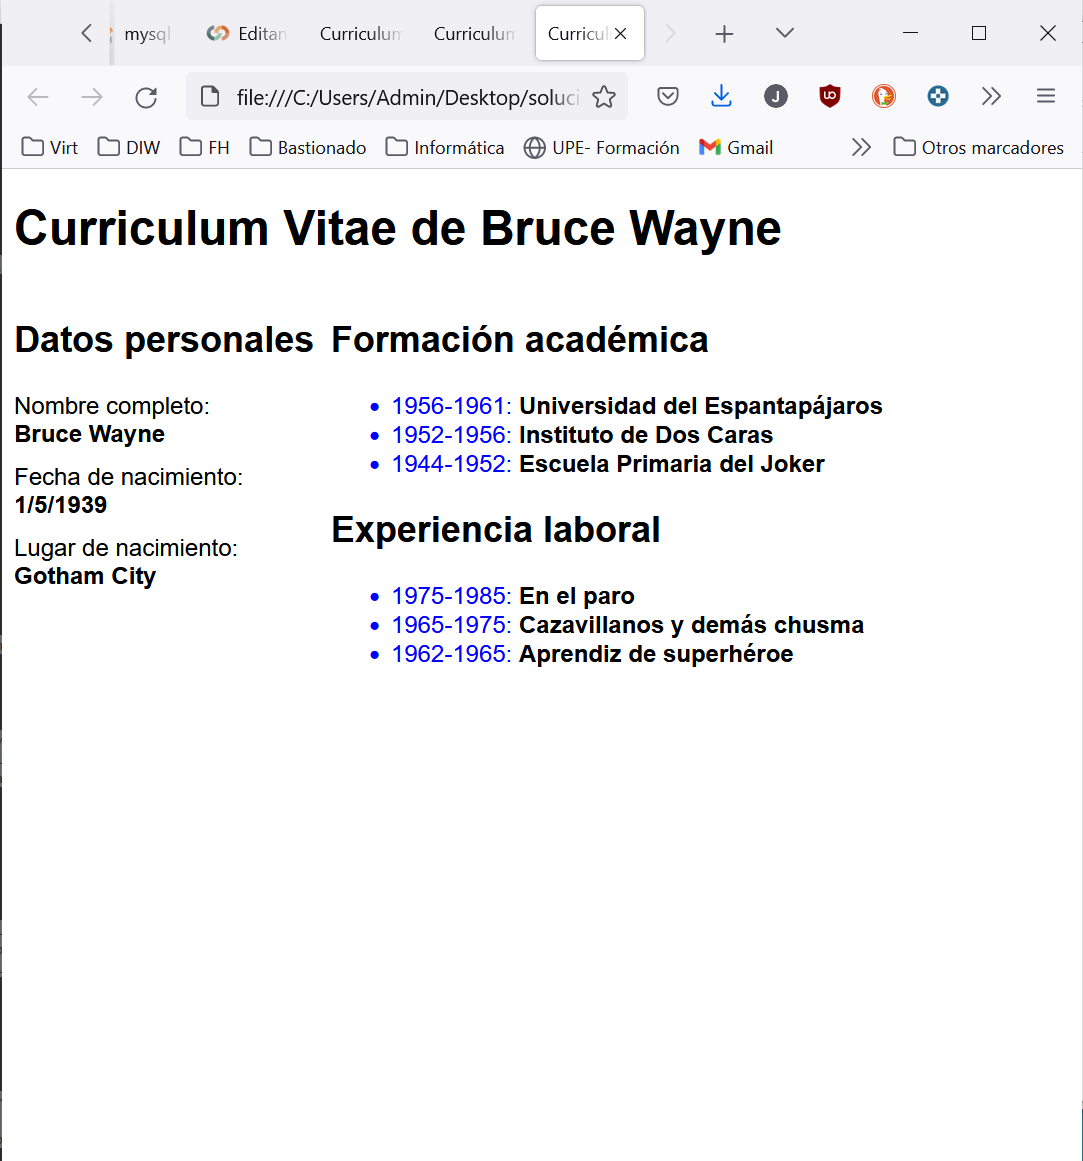 mysql
Editan
Curriculum
Curriculum
Curricul
file:///C:/Users/Admin/Desktop/soluci
J
Virt
DIW
FH
Bastionado
Informática
UPE- Formación
Gmail
Otros marcadores
Curriculum Vitae de Bruce Wayne
Datos personales
Nombre completo:
Bruce Wayne
Fecha de nacimiento:
1/5/1939
Lugar de nacimiento:
Gotham City
Formación académica
1956-1961: Universidad del Espantapájaros
1952-1956: Instituto de Dos Caras
1944-1952: Escuela Primaria del Joker
Experiencia laboral
1975-1985: En el paro
1965-1975: Cazavillanos y demás chusma
1962-1965: Aprendiz de superhéroe